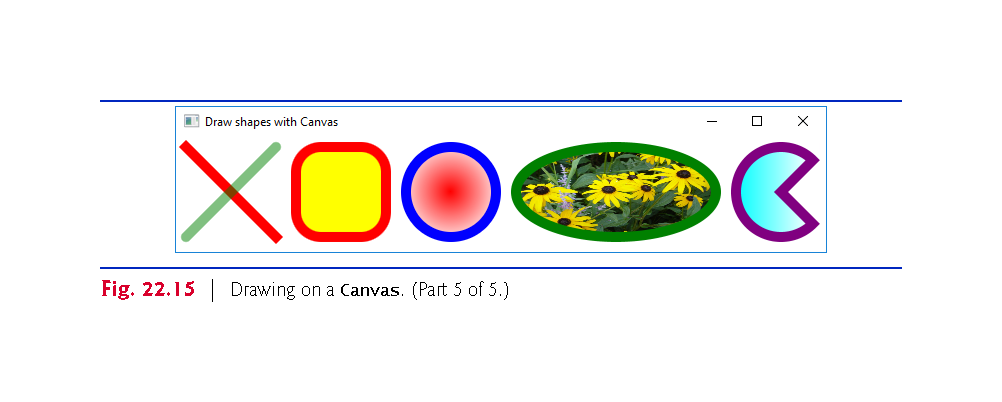 Draw shapes with Canvas
Fig. 22.15 | Drawing on a Canvas. (Part 5 of 5.)